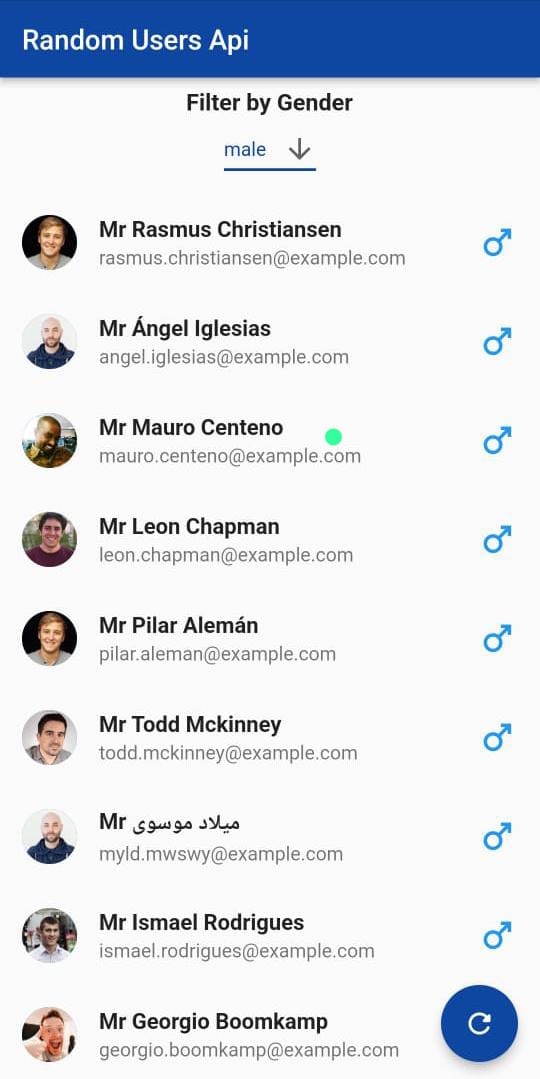 Random Users Api
Filter by Gender
male
Mr Rasmus Christiansen
rasmus.christiansen@example.com
Mr Ángel Iglesias
angel.iglesias@example.com
Mr Mauro Centeno
mauro.centeno@example.com
Mr Leon Chapman
leon.chapman@example.com
Mr Pilar Alemán
pilar.aleman@example.com
Mr Todd Mckinney
todd.mckinney@example.com
Mr میلاد موسوی
myld.mwswy@example.com
Mr Ismael Rodrigues
ismael.rodrigues@example.com
Mr Georgio Boomkamp
georgio.boomkamp@example.com